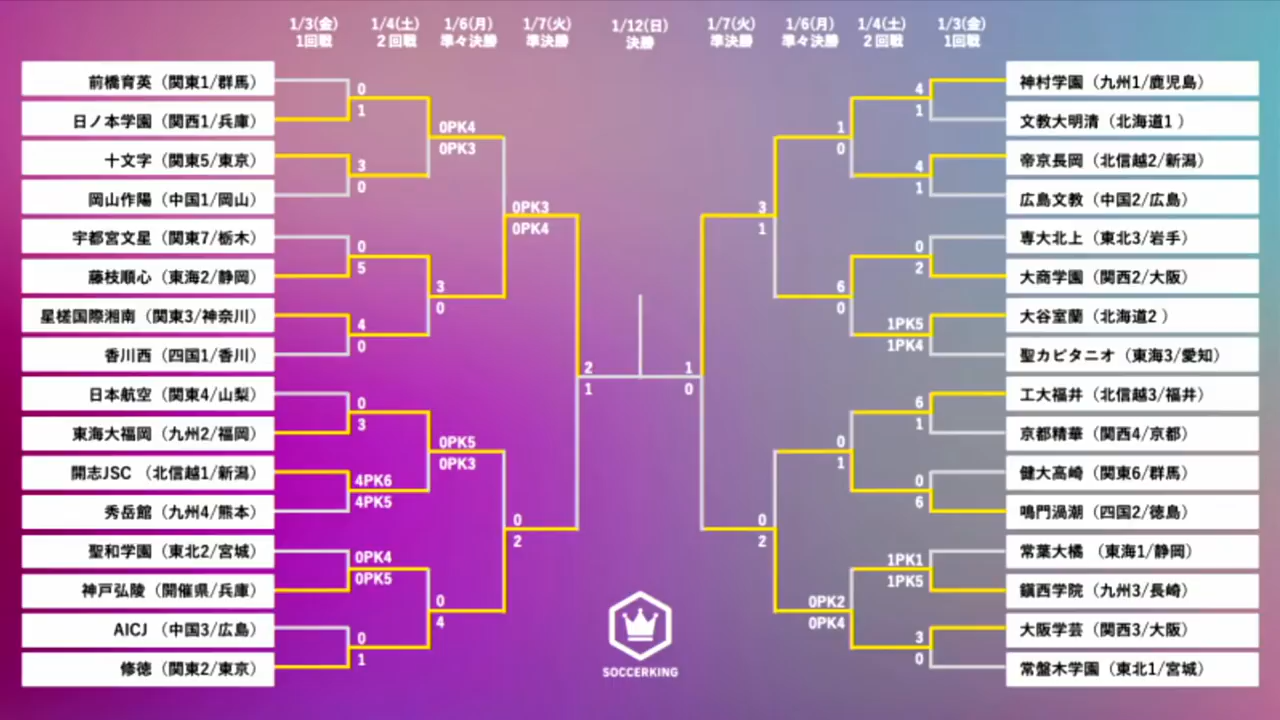 1/3(金)
1回戦
1/4(土)
2回戦
1/6(月)
準々決勝
1/7(火)
準決勝
1/12(日)
決勝
1/7(火)
準決勝
1/6(月)
準々決勝
1/4(土)
2回戦
1/3(金)
1回戦
前橋育英（関東1/群馬）
日ノ本学園（関西1/兵庫）
十文字（関東5/東京）
岡山作陽（中国1/岡山）
宇都宮文星（関東7/栃木）
藤枝順心（東海2/静岡）
星槎国際湘南（関東3/神奈川）
香川西（四国1/香川）
日本航空（関東4/山梨）
東海大福岡（九州2/福岡）
開志JSC （北信越1/新潟）
秀岳館（九州4/熊本）
聖和学園（東北2/宮城）
神戸弘陵（開催県/兵庫）
AICJ （中国3/広島）
修徳（関東2/東京）
0
1
3
0
0
5
4
0
0
3
4PK6
4PK5
0PK4
0PK5
0
1
0PK4
0PK3
3
0
0PK5
0PK3
0
4
0PK3
0PK4
0
2
2
1
1
0
3
1
0
2
1
0
6
0
0
1
0PK2
0PK4
4
1
4
1
0
2
1PK5
1PK4
6
1
0
6
1PK1
1PK5
3
0
神村学園（九州1/鹿児島）
文教大明清（北海道1 ）
帝京長岡（北信越2/新潟）
広島文教（中国2/広島）
専大北上（東北3/岩手）
大商学園（関西2/大阪）
大谷室蘭（北海道2 ）
聖カピタニオ（東海3/愛知）
工大福井（北信越3/福井）
京都精華（関西4/京都）
健大高崎（関東6/群馬）
鳴門渦潮（四国2/徳島）
常葉大橘 （東海1/静岡）
鎭西学院（九州3/長崎）
大阪学芸（関西3/大阪）
常盤木学園（東北1/宮城）
SOCCERKING